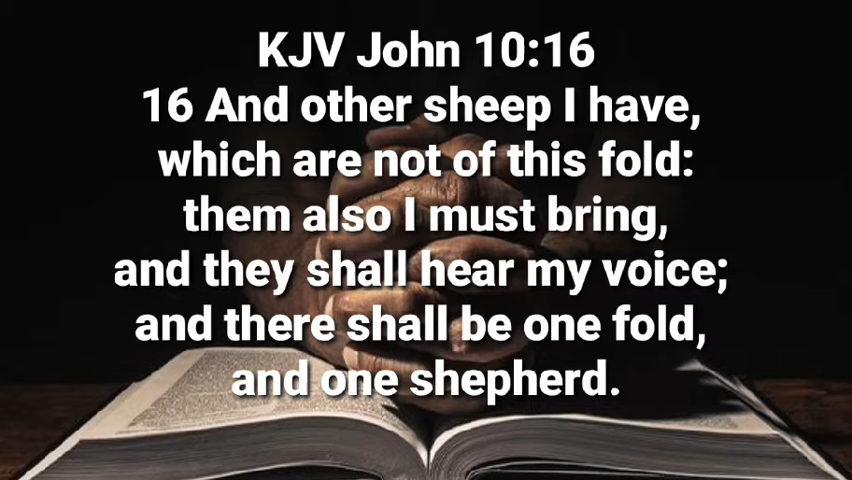 KJV John 10:16
16 And other sheep I have,
which are not of this fold:
them also I must bring,
and they shall hear my voice;
and there shall be one fold,
and one shepherd.